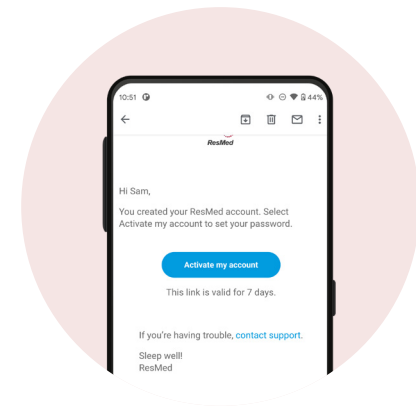 10:51
44%
ResMed
Hi Sam,
You created your ResMed account. Select
Activate my account to set your password.
Activate my account
This link is valid for 7 days.
If you're having trouble, contact support.
Sleep well!
ResMed